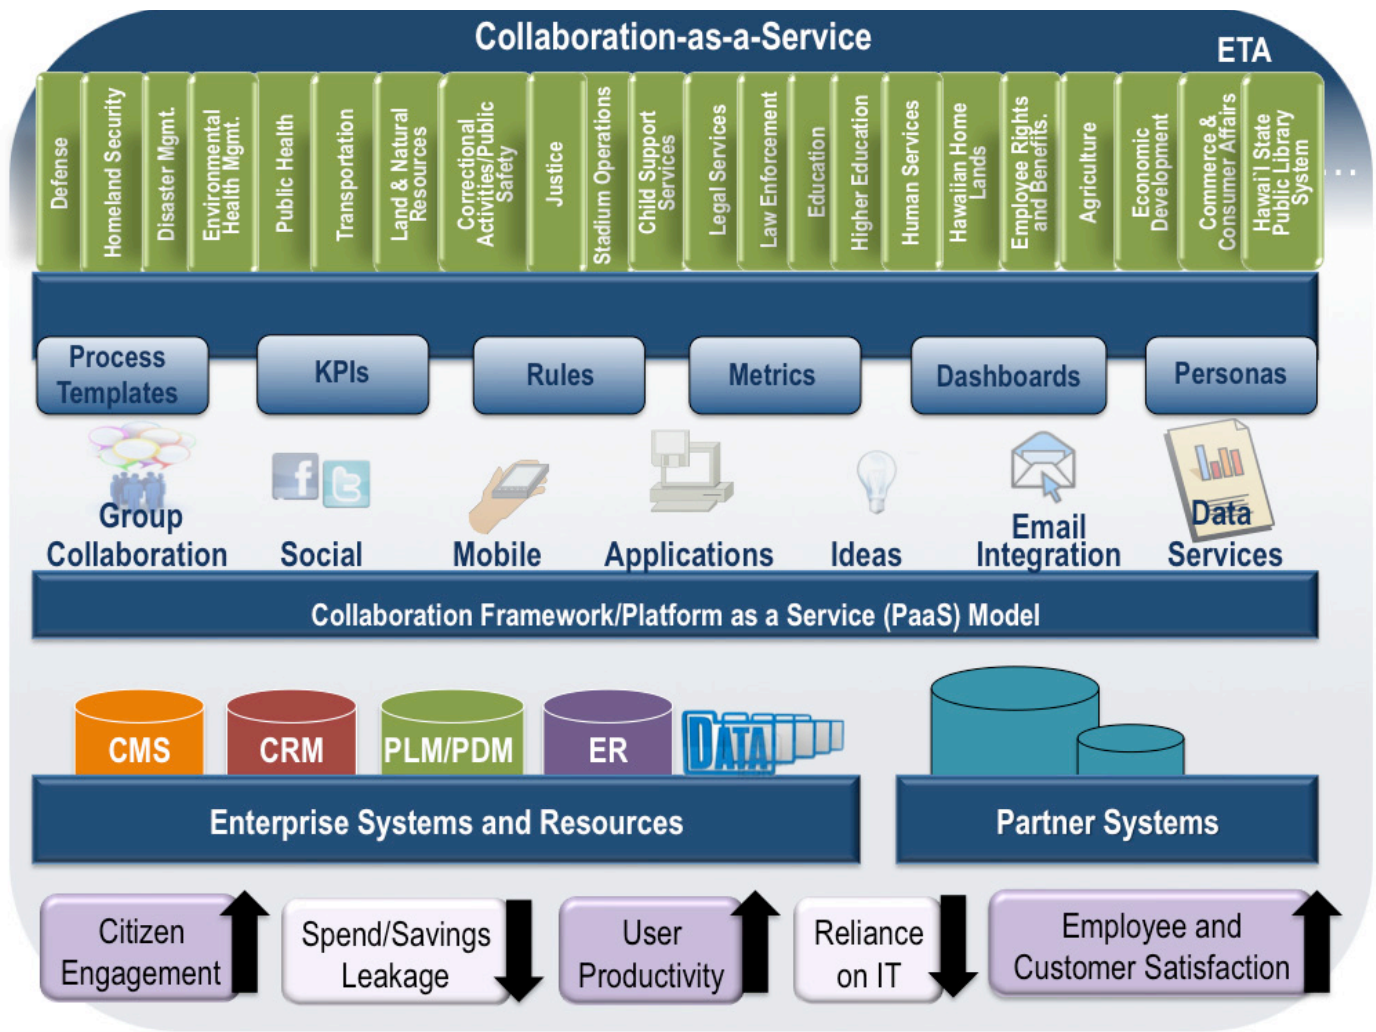 Collaboration-as-a-Service
ETA
Defense
Homeland Security
Disaster Mgmt.
Environmental
Health Mgmt.
Public Health
Transportation
Land & Natural
Resources
Correctional
Activities/Public
Safety
Justice
Stadium Operations
Child Support
Services
Legal Services
Law Enforcement
Education
Higher Education
Human Services
Hawaiian Home
Lands
Employee Rights
and Benefits.
Agriculture
Economic
Development
Commerce &
Consumer Affairs
Hawai`I State
Public Library
System
...
Process
Templates
KPIs
Rules
Metrics
Dashboards
Personas
Group
Collaboration
Social
Mobile
Applications
Ideas
Email
Integration
Data
Services
Collaboration Framework/Platform as a Service (PaaS) Model
CMS
CRM
PLM/PDM
ER
DATA
Enterprise Systems and Resources
Partner Systems
Citizen
Engagement
Spend/Savings
Leakage
User
Productivity
Reliance
on IT
Employee and
Customer Satisfaction